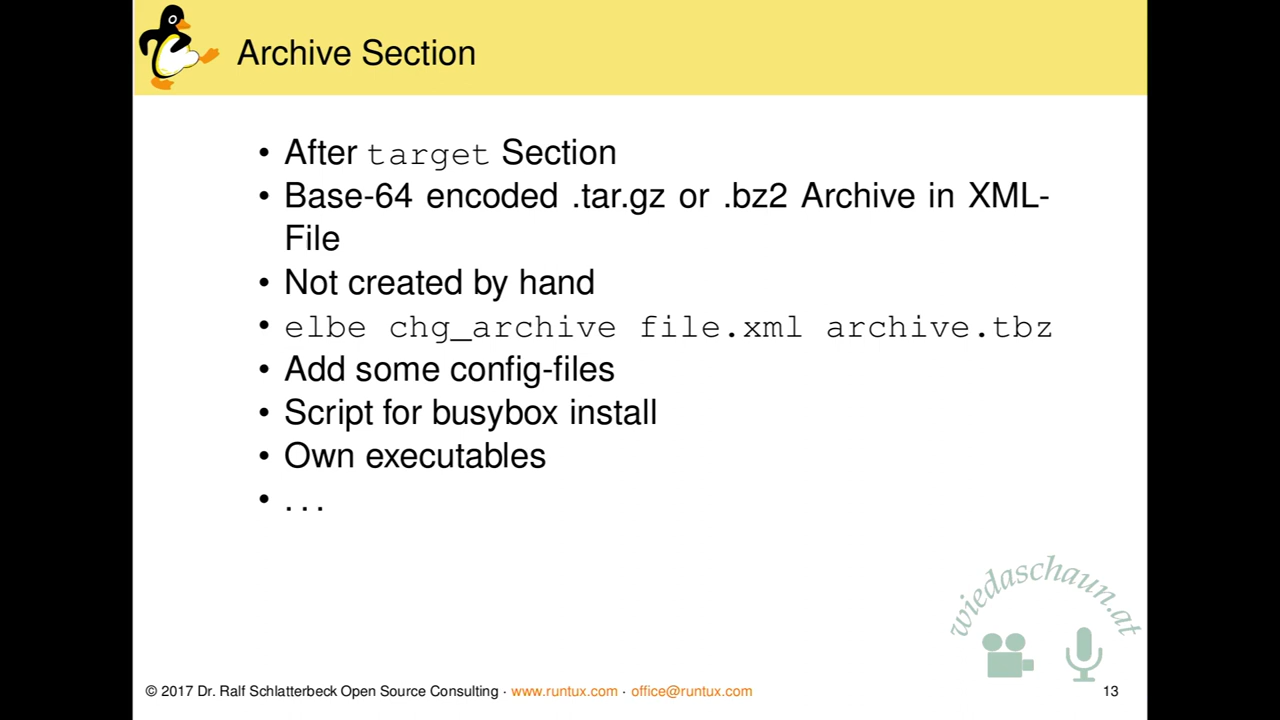 Archive Section
• After target Section
• Base-64 encoded .tar.gz or .bz2 Archive in XML-
File
• Not created by hand
• elbe chg_archive file.xml archive.tbz
• Add some config-files
• Script for busybox install
• Own executables
• ...
wiedaschaun.at
© 2017 Dr. Ralf Schlatterbeck Open Source Consulting · www.runtux.com · office@runtux.com 13